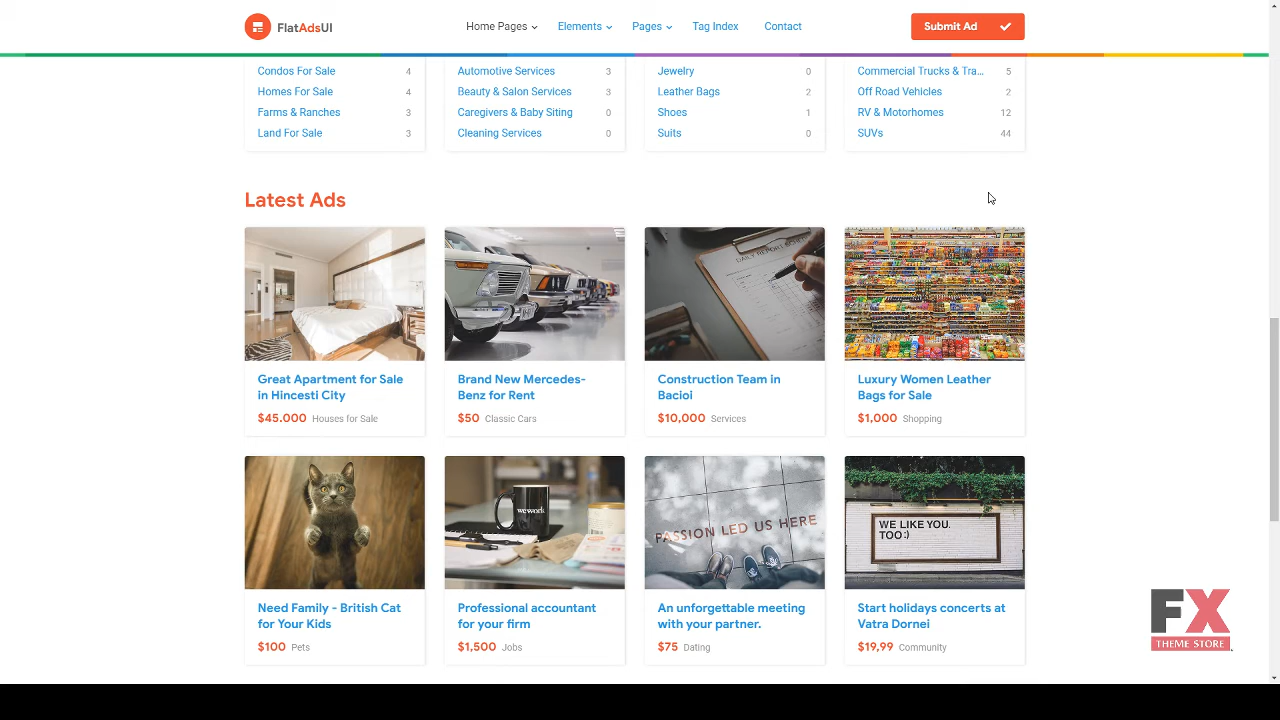 FlatAdsUI
Home Pages
Elements
Pages
Tag Index
Contact
Submit Ad
Condos For Sale 4
Homes For Sale 4
Farms & Ranches 3
Land For Sale 3
Automotive Services 3
Beauty & Salon Services 3
Caregivers & Baby Siting 0
Cleaning Services 0
Jewelry 0
Leather Bags 2
Shoes 1
Suits 0
Commercial Trucks & Tra... 5
Off Road Vehicles 2
RV & Motorhomes 12
SUVs 44
Latest Ads
DAILY REPORT
Great Apartment for Sale
in Hincesti City
$45.000 Houses for Sale
Brand New Mercedes-
Benz for Rent
$50 Classic Cars
Construction Team in
Bacioi
$10,000 Services
Luxury Women Leather
Bags for Sale
$1,000 Shopping
wework
PASSION LED US HERE
WE LIKE YOU.
TOO:)
Need Family - British Cat
for Your Kids
$100 Pets
Professional accountant
for your firm
$1,500 Jobs
An unforgettable meeting
with your partner.
$75 Dating
Start holidays concerts at
Vatra Dornei
$19,99 Community
FX
THEME STORE